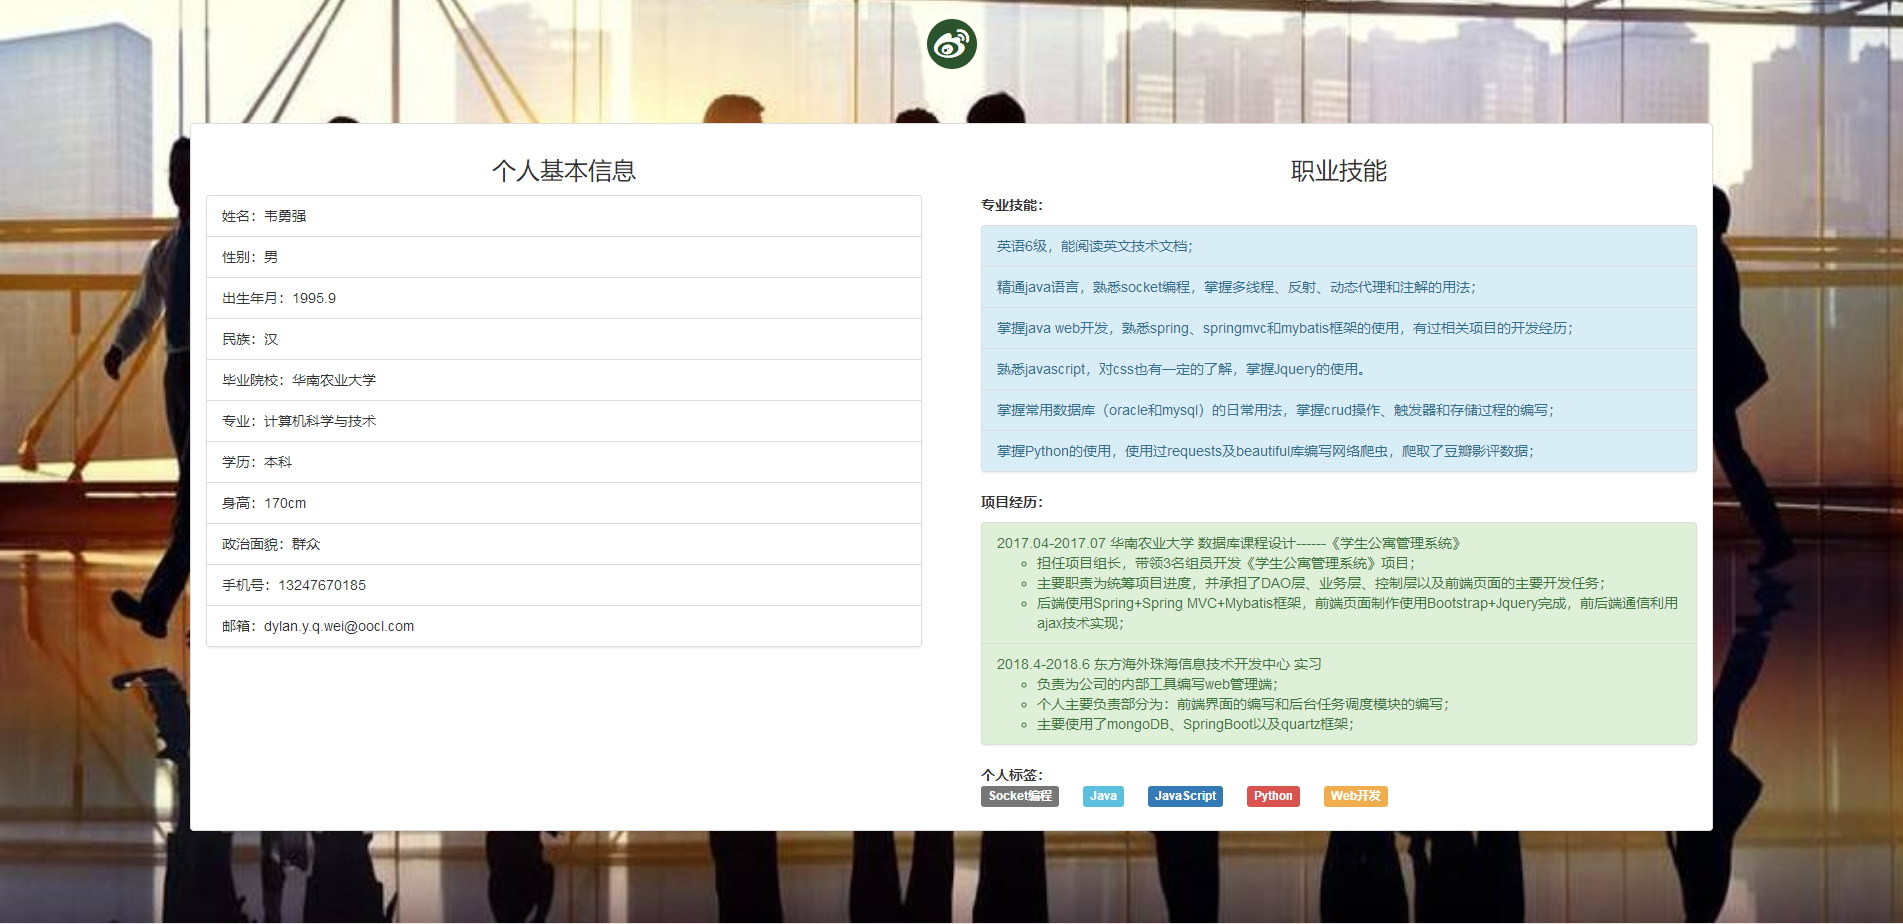 个人基本信息
姓名：韦勇强
性别：男
出生年月：1995.9
民族：汉
毕业院校：华南农业大学
专业：计算机科学与技术
学历：本科
身高：170cm
政治面貌：群众
手机号：13247670185
邮箱：dylan.y.q.wei@oocl.com
职业技能
专业技能：
英语6级，能阅读英文技术文档；
精通java语言，熟悉socket编程，掌握多线程、反射、动态代理和注解的用法；
掌握java web开发，熟悉spring、springmvc和mybatis框架的使用，有过相关项目的开发经历；
熟悉javascript，对css也有一定的了解，掌握Jquery的使用。
掌握常用数据库（oracle和mysql）的日常用法，掌握crud操作、触发器和存储过程的编写；
掌握Python的使用，使用过requests及beautiful库编写网络爬虫，爬取了豆瓣影评数据；
项目经历：
2017.04-2017.07 华南农业大学 数据库课程设计------《学生公寓管理系统》
担任项目组长，带领3名组员开发《学生公寓管理系统》项目；
主要职责为统筹项目进度，并承担了DAO层、业务层、控制层以及前端页面的主要开发任务；
后端使用Spring+Spring MVC+Mybatis框架，前端页面制作使用Bootstrap+Jquery完成，前后端通信利用
ajax技术实现；
2018.4-2018.6 东方海外珠海信息技术开发中心 实习
负责为公司的内部工具编写web管理端；
个人主要负责部分为：前端界面的编写和后台任务调度模块的编写；
主要使用了mongoDB、SpringBoot以及quartz框架；
个人标签：
Socket编程 Java JavaScript Python Web开发